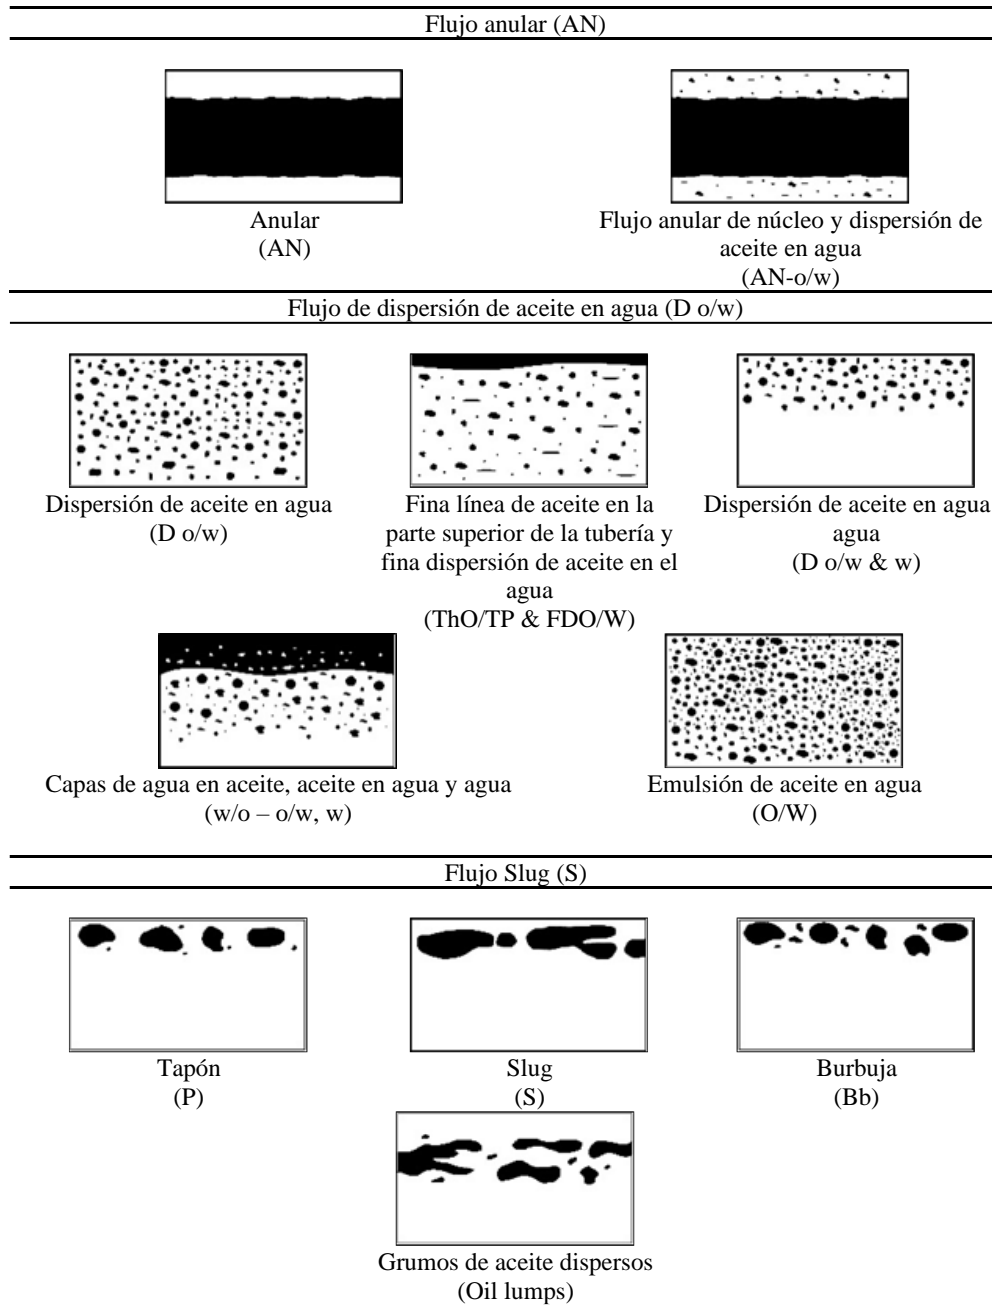 Flujo anular (AN)
Anular
(AN)
Flujo anular de núcleo y dispersión de
aceite en agua
(AN-o/w)
Flujo de dispersión de aceite en agua (D o/w)
Dispersión de aceite en agua
(D o/w)
Fina línea de aceite en la
parte superior de la tubería y
fina dispersión de aceite en el
agua
(ThO/TP & FDO/W)
Dispersión de aceite en agua
agua
(D o/w & w)
Capas de agua en aceite, aceite en agua y agua
(w/o – o/w, w)
Emulsión de aceite en agua
(O/W)
Flujo Slug (S)
Tapón
(P)
Slug
(S)
Burbuja
(Bb)
Grumos de aceite dispersos
(Oil lumps)